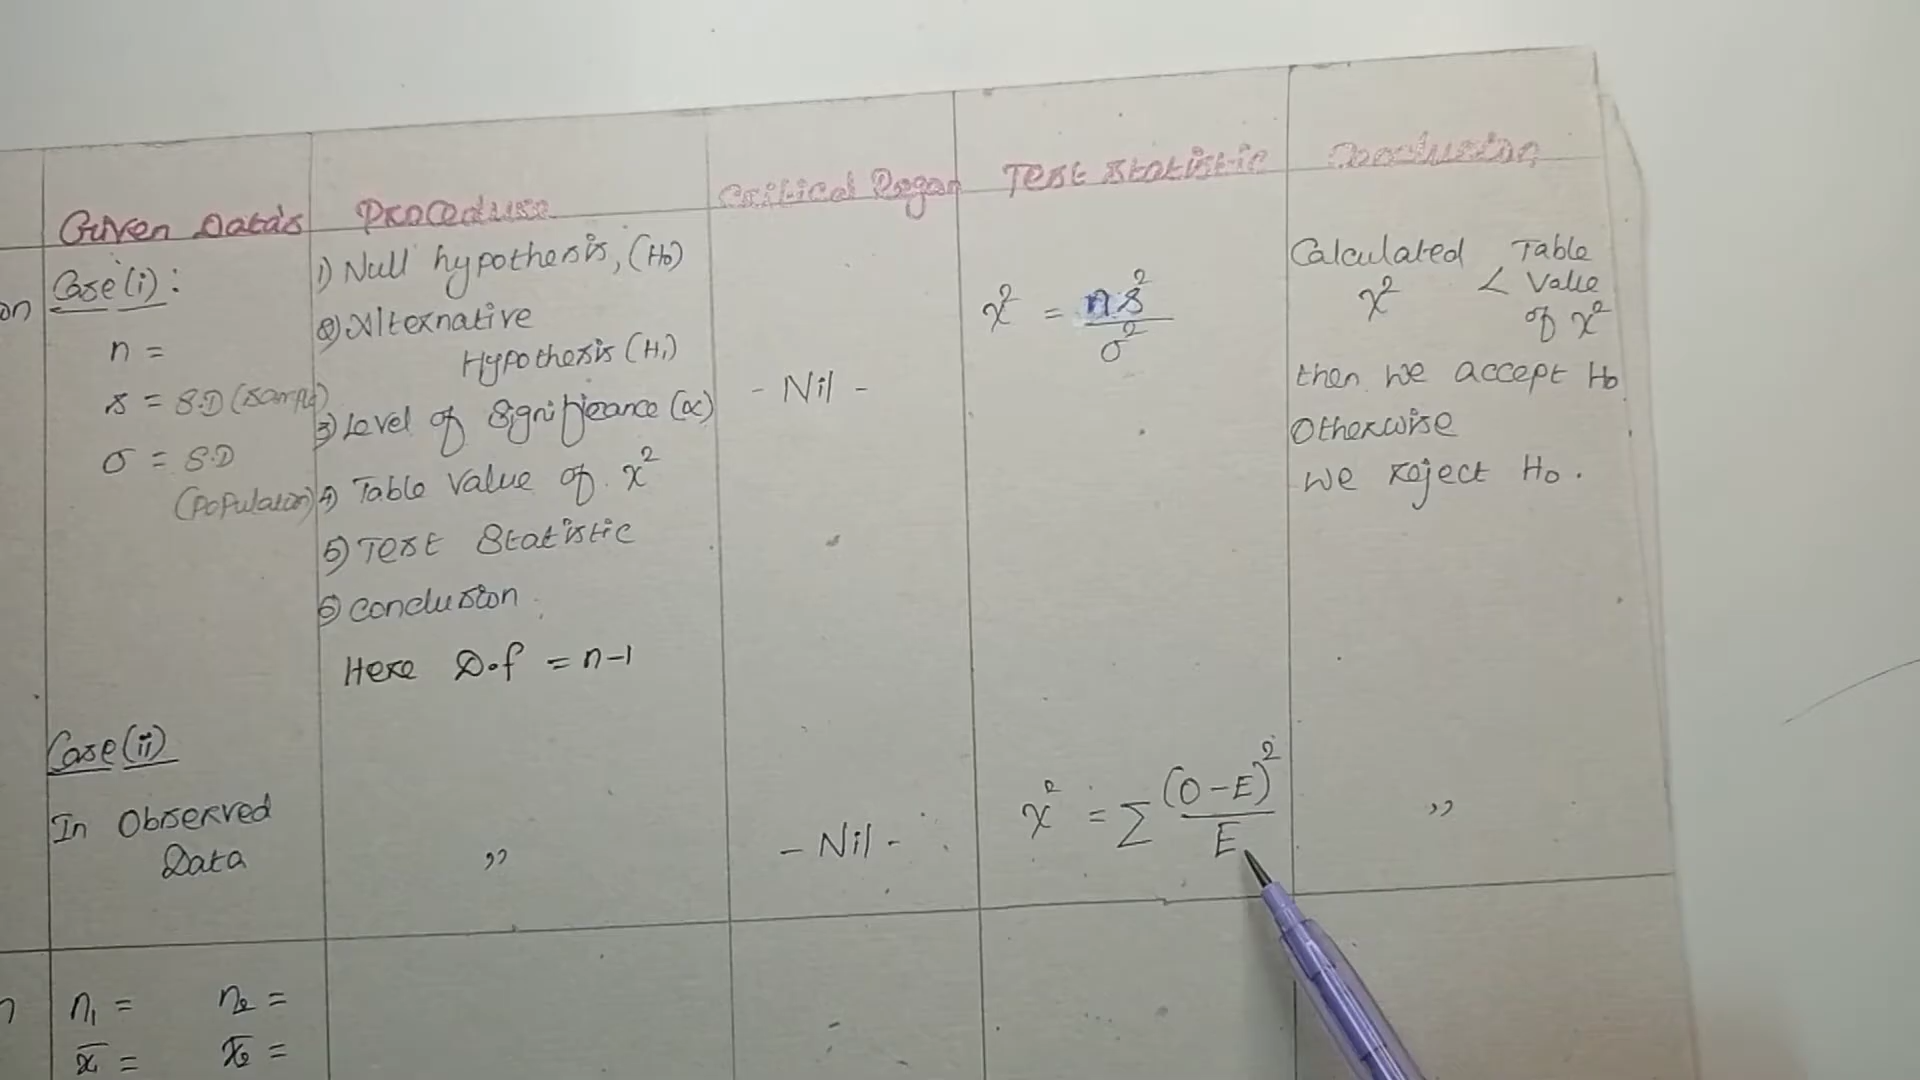 Given Data's
Procedure
Critical Region
Test Statistic
Conclusion
on
Case(i):
n =
s = S.D (sample)
σ = S.D
(Population)
1) Null hypothesis, (H₀)
2) Alternative
Hypothesis (H₁)
3) Level of Significance (α)
4) Table Value of χ²
5) Test Statistic
6) Conclusion.
Here D.of = n-1
- Nil -
χ² = ns²/σ²
Calculated χ² < Table Value of χ²
then we accept H₀
Otherwise
we reject H₀.
Case(ii)
In Observed
Data
,,
- Nil -
χ² = Σ (O-E)²/E
,,
n₁ = n₂ =
x̄₁ = x̄₂ =